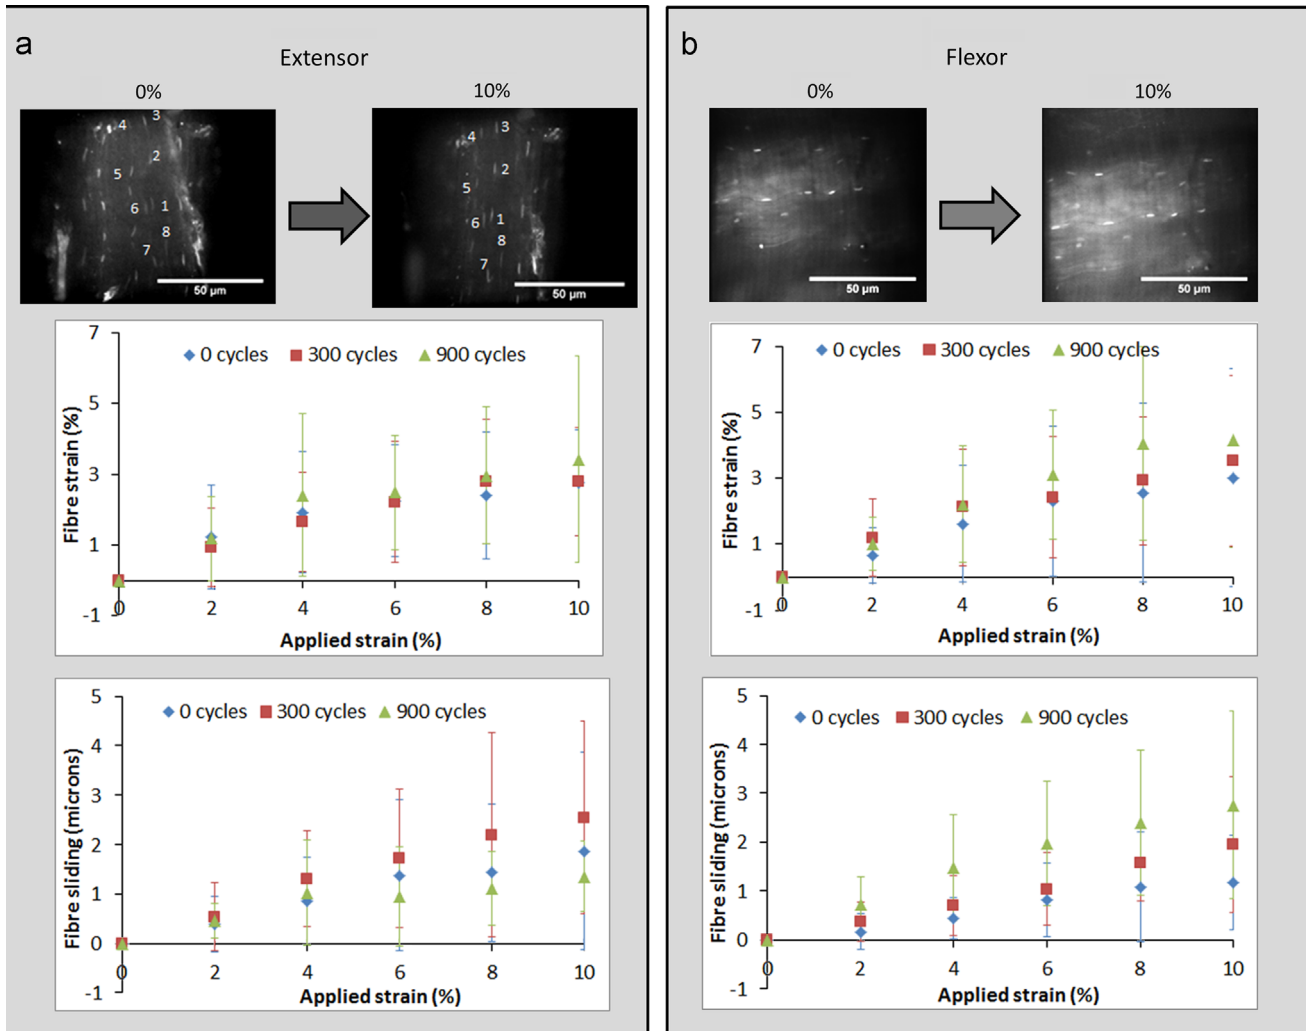 a
Extensor
0%
10%
3
4
2
5
6
1
8
7
50 µm
3
4
2
5
6
1
8
7
50 µm
7
5
3
1
-1
0 cycles
300 cycles
900 cycles
Fibre strain (%)
0
2
4
6
8
10
Applied strain (%)
5
4
3
2
1
0
-1
0 cycles
300 cycles
900 cycles
Fibre sliding (microns)
0
2
4
6
8
10
Applied strain (%)
b
Flexor
0%
10%
50 µm
50 µm
7
5
3
1
-1
0 cycles
300 cycles
900 cycles
Fibre strain (%)
0
2
4
6
8
10
Applied strain (%)
5
4
3
2
1
0
-1
0 cycles
300 cycles
900 cycles
Fibre sliding (microns)
0
2
4
6
8
10
Applied strain (%)